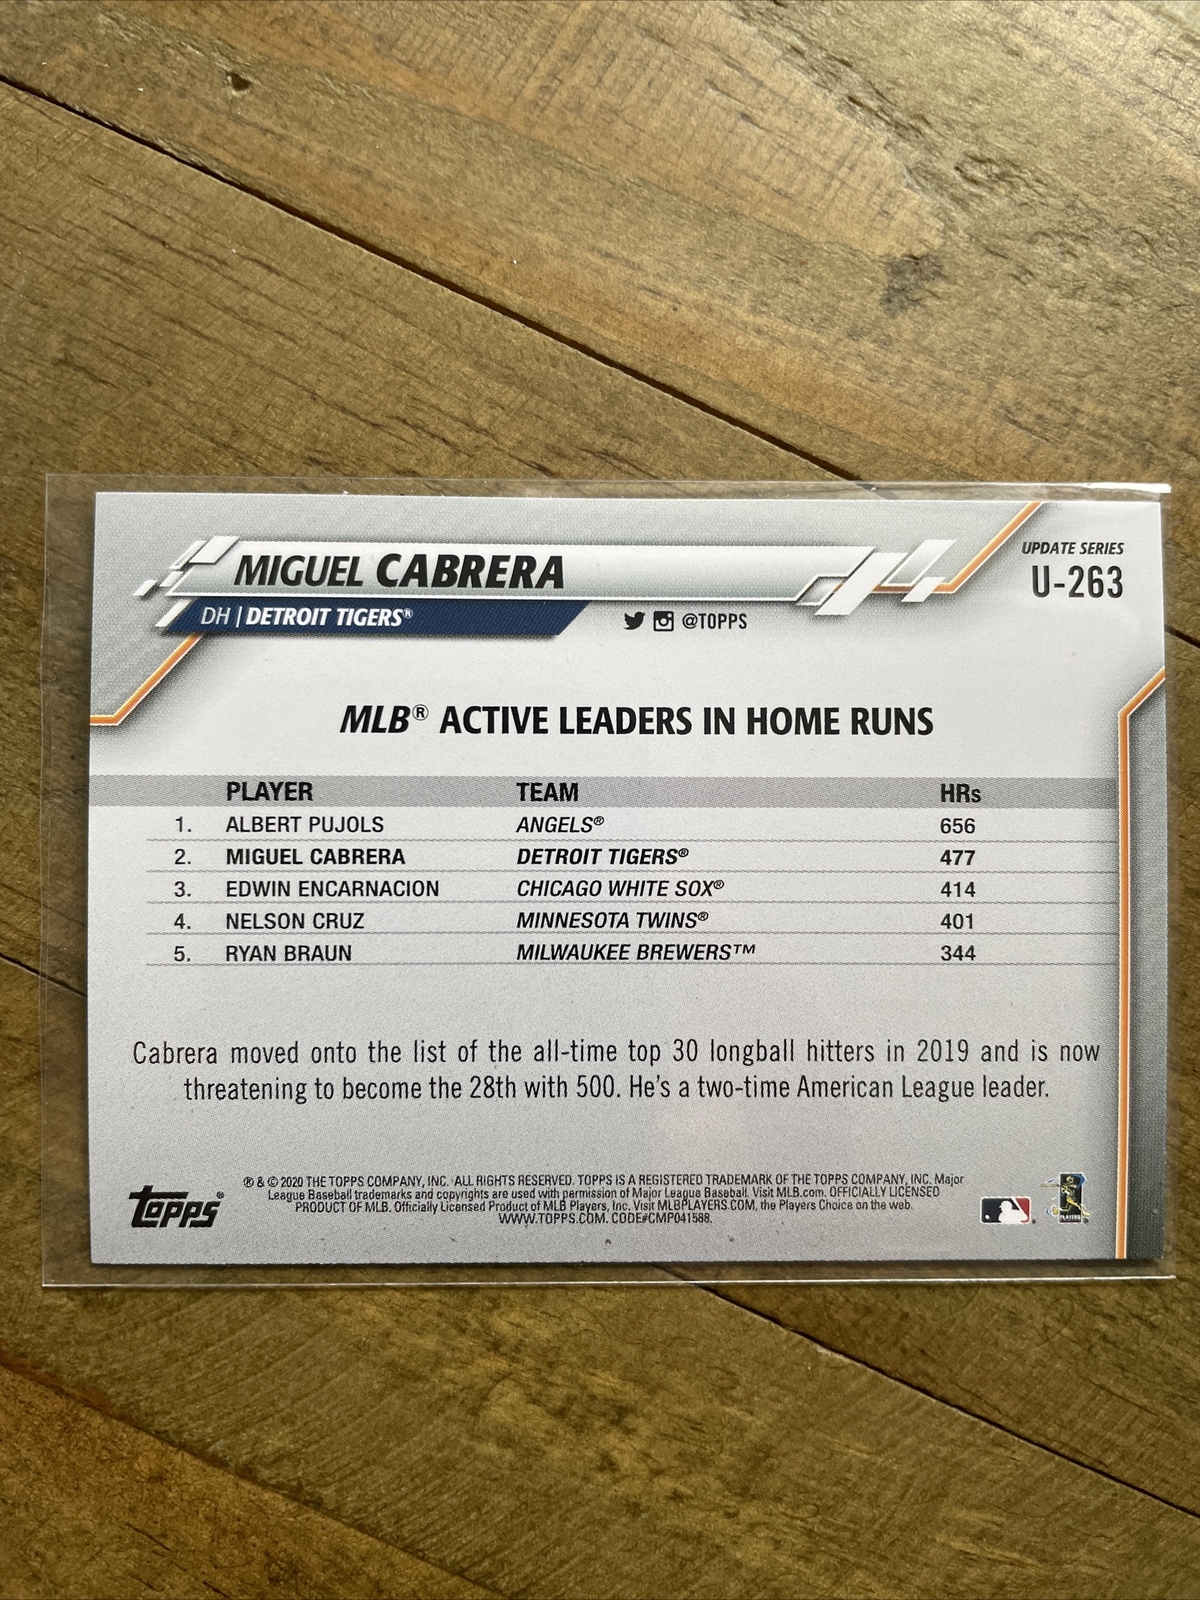 MIGUEL CABRERA
DH | DETROIT TIGERS®
@TOPPS
UPDATE SERIES
U-263
MLB® ACTIVE LEADERS IN HOME RUNS
PLAYER TEAM HRs
1. ALBERT PUJOLS ANGELS® 656
2. MIGUEL CABRERA DETROIT TIGERS® 477
3. EDWIN ENCARNACION CHICAGO WHITE SOX® 414
4. NELSON CRUZ MINNESOTA TWINS® 401
5. RYAN BRAUN MILWAUKEE BREWERS™ 344
Cabrera moved onto the list of the all-time top 30 longball hitters in 2019 and is now
threatening to become the 28th with 500. He's a two-time American League leader.
Topps®
® & © 2020 THE TOPPS COMPANY, INC. ALL RIGHTS RESERVED. TOPPS IS A REGISTERED TRADEMARK OF THE TOPPS COMPANY, INC. Major
League Baseball trademarks and copyrights are used with permission of Major League Baseball. Visit MLB.com. OFFICIALLY LICENSED
PRODUCT OF MLB. Officially Licensed Product of MLB Players, Inc. Visit MLBPLAYERS.COM, the Players Choice on the web.
WWW.TOPPS.COM. CODE#CMP041588.
PLAYERS